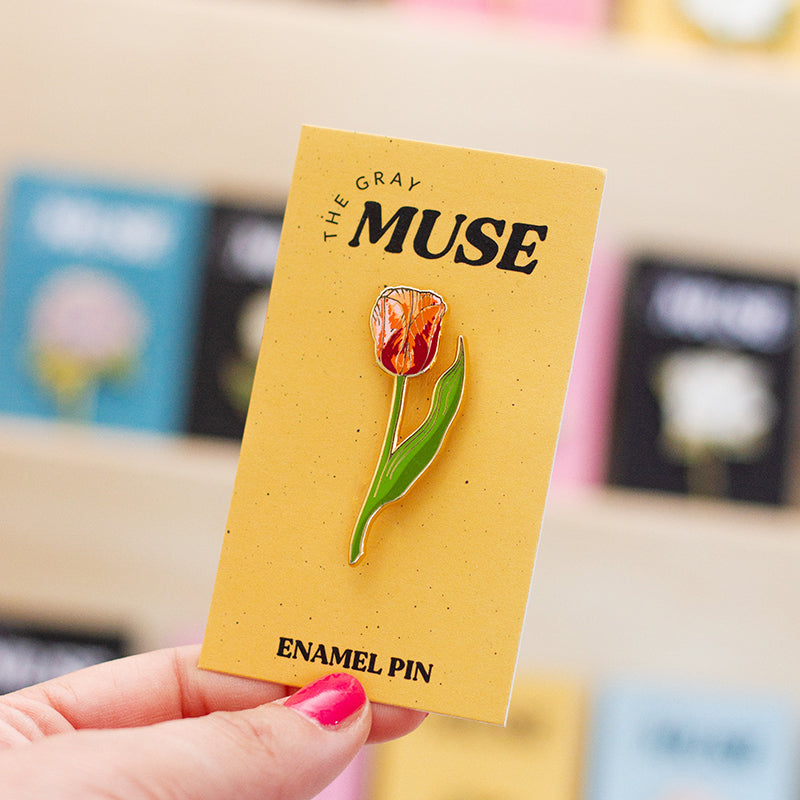 THE GRAY
MUSE
ENAMEL PIN